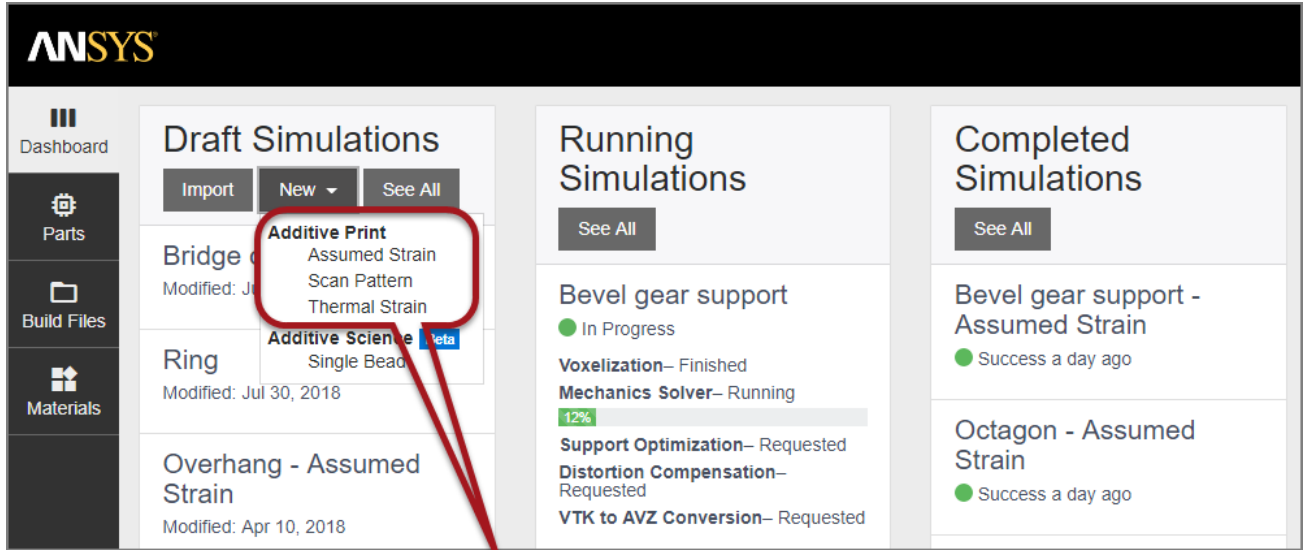 ANSYS
Dashboard
Parts
Build Files
Materials
Draft Simulations
Import
New
See All
Additive Print
Assumed Strain
Scan Pattern
Thermal Strain
Additive Science Beta
Single Bead
Bridge
Modified:
Ring
Modified: Jul 30, 2018
Overhang - Assumed
Strain
Modified: Apr 10, 2018
Running
Simulations
See All
Bevel gear support
In Progress
Voxelization– Finished
Mechanics Solver– Running
12%
Support Optimization– Requested
Distortion Compensation–
Requested
VTK to AVZ Conversion– Requested
Completed
Simulations
See All
Bevel gear support -
Assumed Strain
Success a day ago
Octagon - Assumed
Strain
Success a day ago